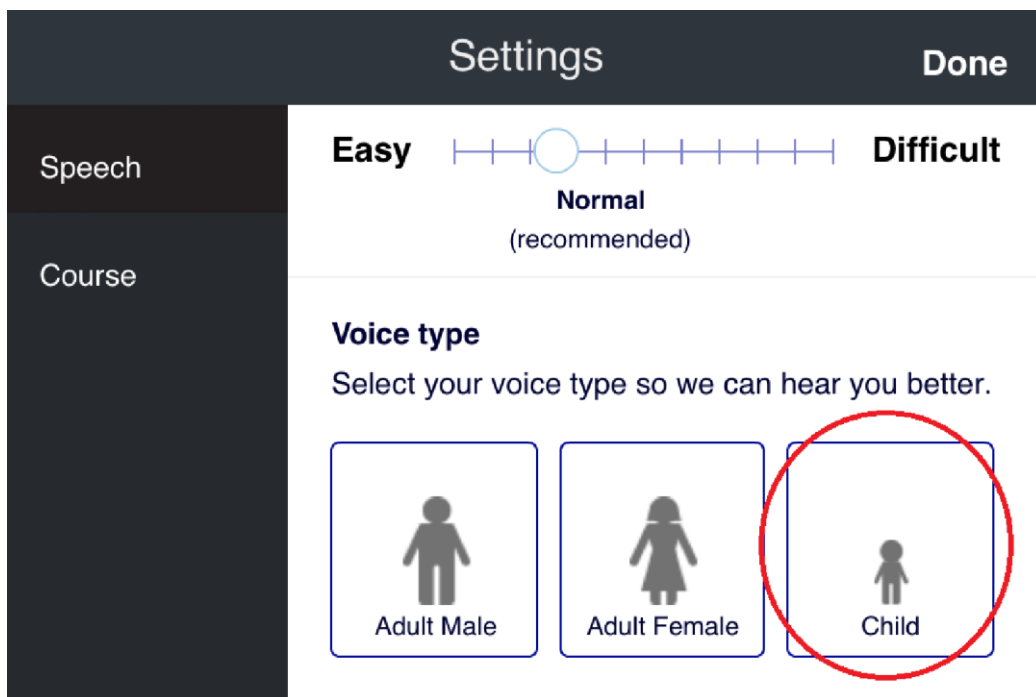 Settings
Done
Speech
Course
Easy
Difficult
Normal
(recommended)
Voice type
Select your voice type so we can hear you better.
Adult Male
Adult Female
Child